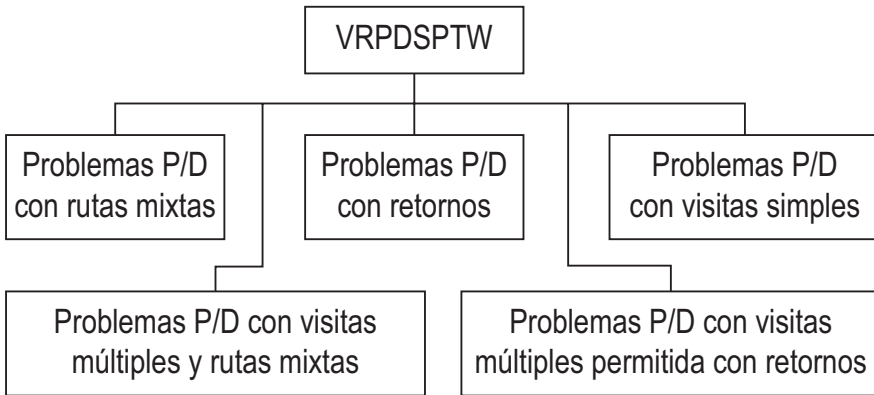 VRPDSPTW
Problemas P/D
con rutas mixtas
Problemas P/D
con retornos
Problemas P/D
con visitas simples
Problemas P/D con visitas
múltiples y rutas mixtas
Problemas P/D con visitas
múltiples permitida con retornos